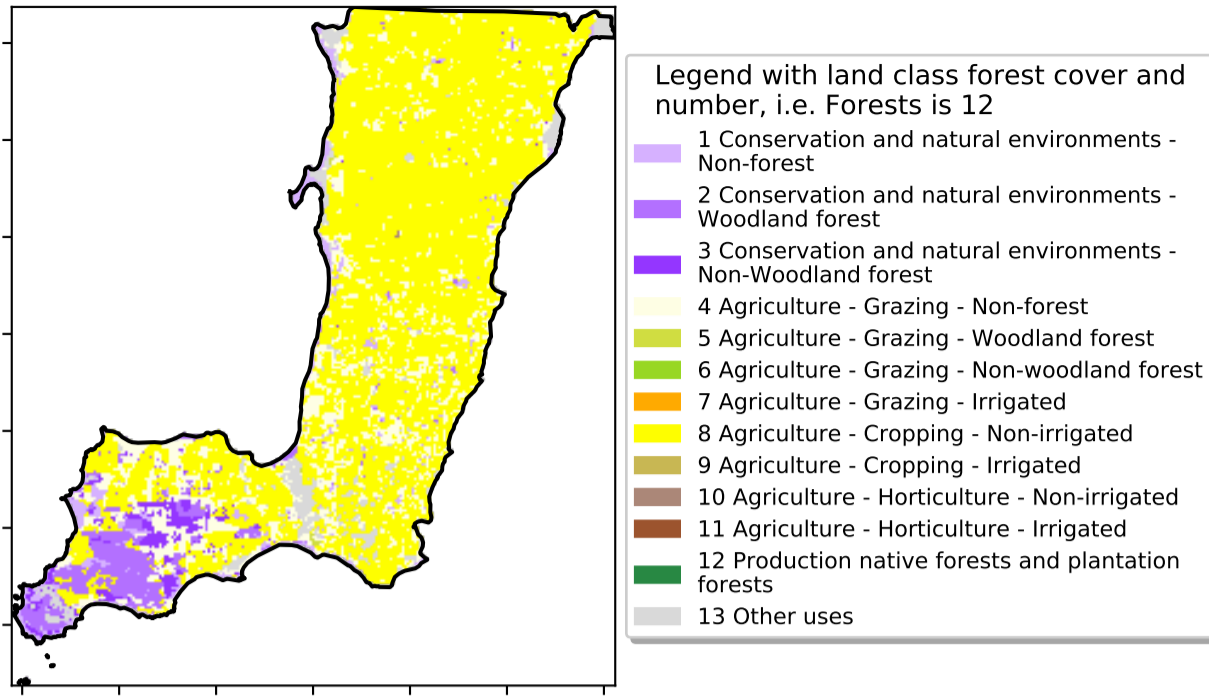 Legend with land class forest cover and
number, i.e. Forests is 12
1 Conservation and natural environments -
Non-forest
2 Conservation and natural environments -
Woodland forest
3 Conservation and natural environments -
Non-Woodland forest
4 Agriculture - Grazing - Non-forest
5 Agriculture - Grazing - Woodland forest
6 Agriculture - Grazing - Non-woodland forest
7 Agriculture - Grazing - Irrigated
8 Agriculture - Cropping - Non-irrigated
9 Agriculture - Cropping - Irrigated
10 Agriculture - Horticulture - Non-irrigated
11 Agriculture - Horticulture - Irrigated
12 Production native forests and plantation
forests
13 Other uses